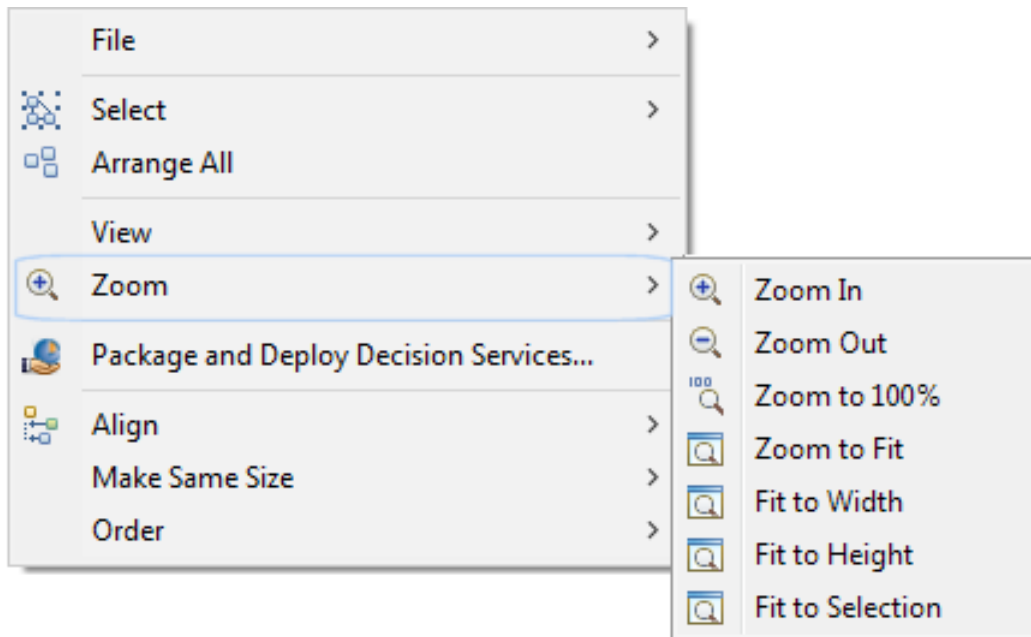 File
Select
Arrange All
View
Zoom
Package and Deploy Decision Services...
Align
Make Same Size
Order
Zoom In
Zoom Out
100
Zoom to 100%
Zoom to Fit
Fit to Width
Fit to Height
Fit to Selection